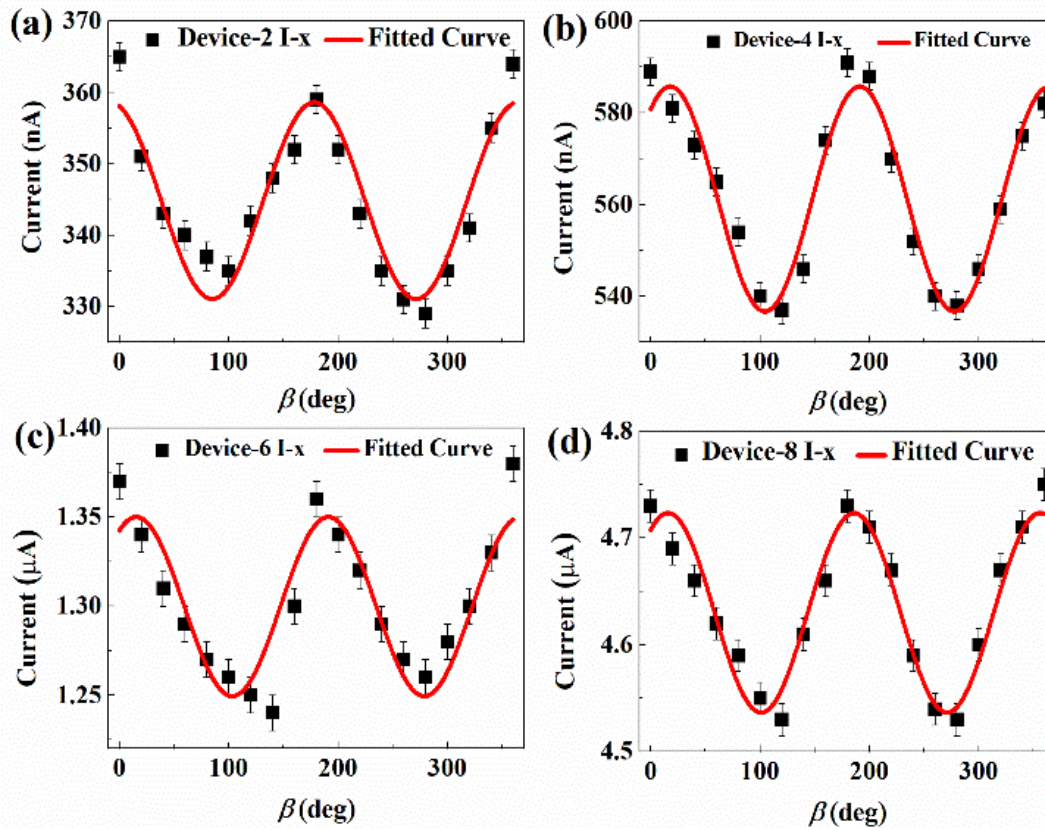 (a)
Device-2 I-x Fitted Curve
370
360
350
340
330
Current (nA)
0 100 200 300
β (deg)
(b)
Device-4 I-x Fitted Curve
600
580
560
540
Current (nA)
0 100 200 300
β (deg)
(c)
Device-6 I-x Fitted Curve
1.40
1.35
1.30
1.25
Current (μA)
0 100 200 300
β (deg)
(d)
Device-8 I-x Fitted Curve
4.8
4.7
4.6
4.5
Current (μA)
0 100 200 300
β (deg)